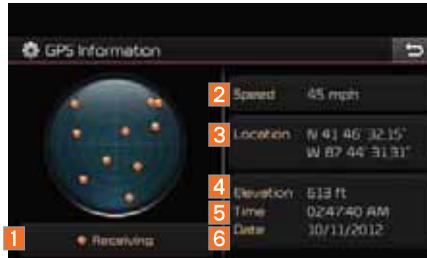 GPS Information
2 Speed 45 mph
3 Location N 41 46' 32.15"
W 87 44' 31.31"
4 Elevation 613 ft
5 Time 02:47:40 AM
1 Receiving 6 Date 10/11/2012